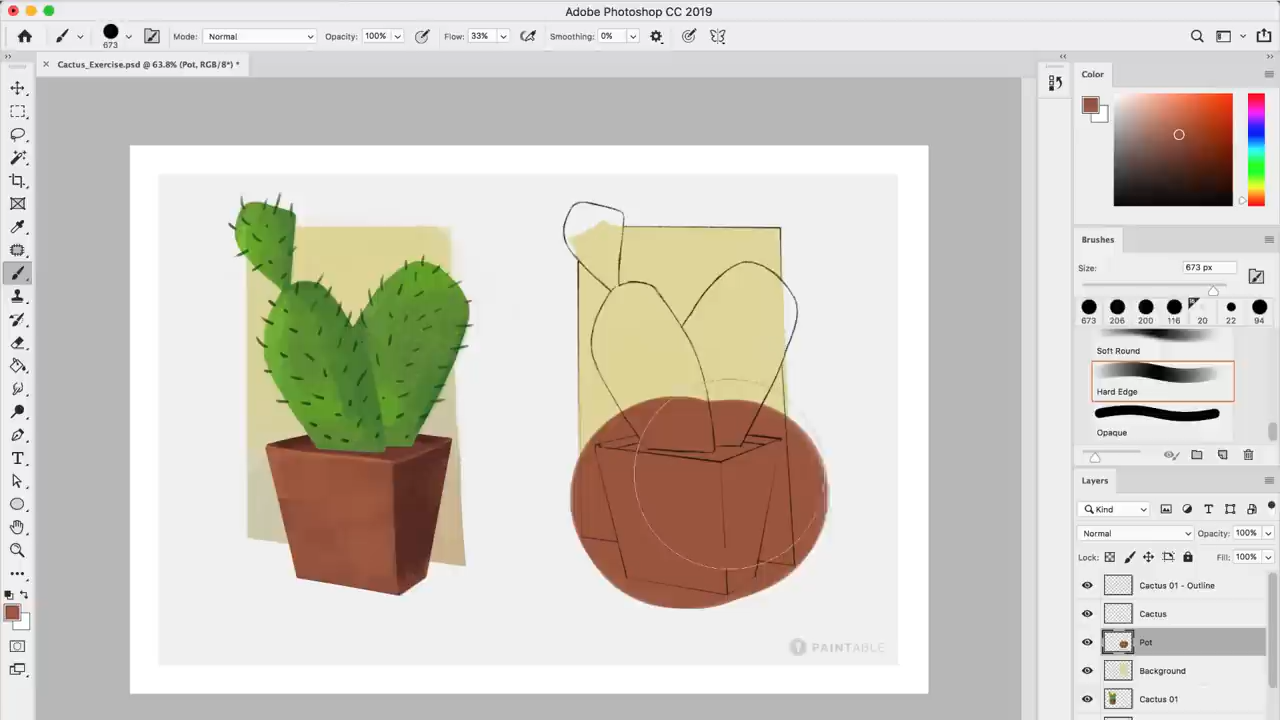 Adobe Photoshop CC 2019
673
Mode: Normal
Opacity: 100%
Flow: 33%
Smoothing: 0%
Cactus_Exercise.psd @ 63.8% (Pot, RGB/8*) *
Color
Brushes
Size:
673 px
673 206 200 116 20 22 94
Soft Round
Hard Edge
Opaque
Layers
Kind
Normal
Opacity: 100%
Lock:
Fill: 100%
Cactus 01 - Outline
Cactus
Pot
Background
Cactus 01
T
PAINTABLE